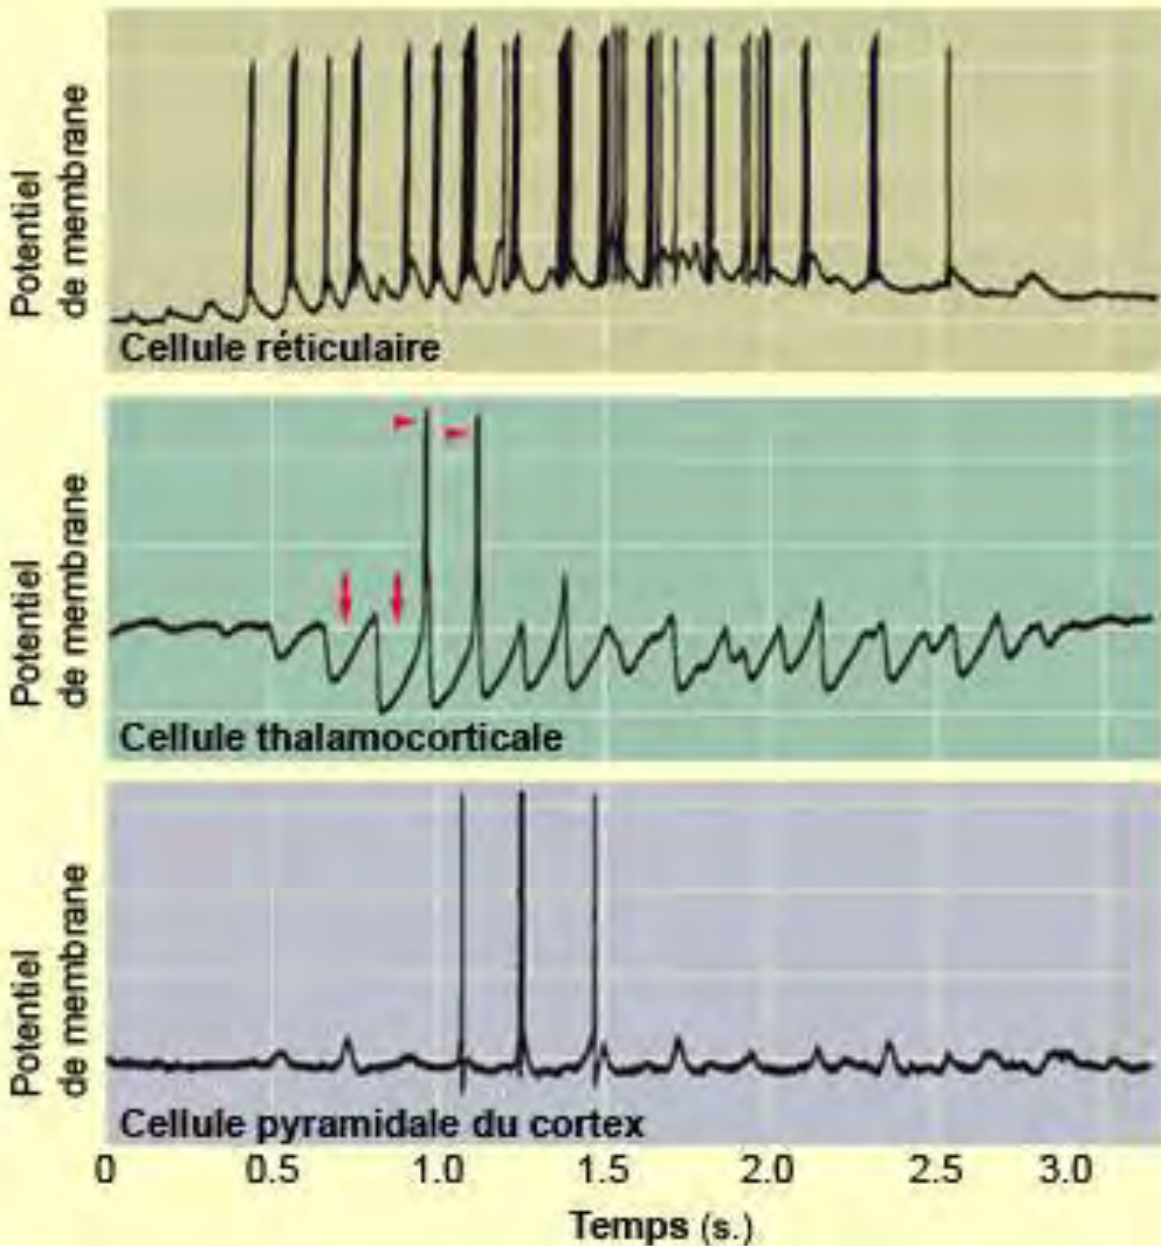 Potentiel
de membrane
Cellule réticulaire
Potentiel
de membrane
Cellule thalamocorticale
Potentiel
de membrane
Cellule pyramidale du cortex
0 0.5 1.0 1.5 2.0 2.5 3.0
Temps (s.)